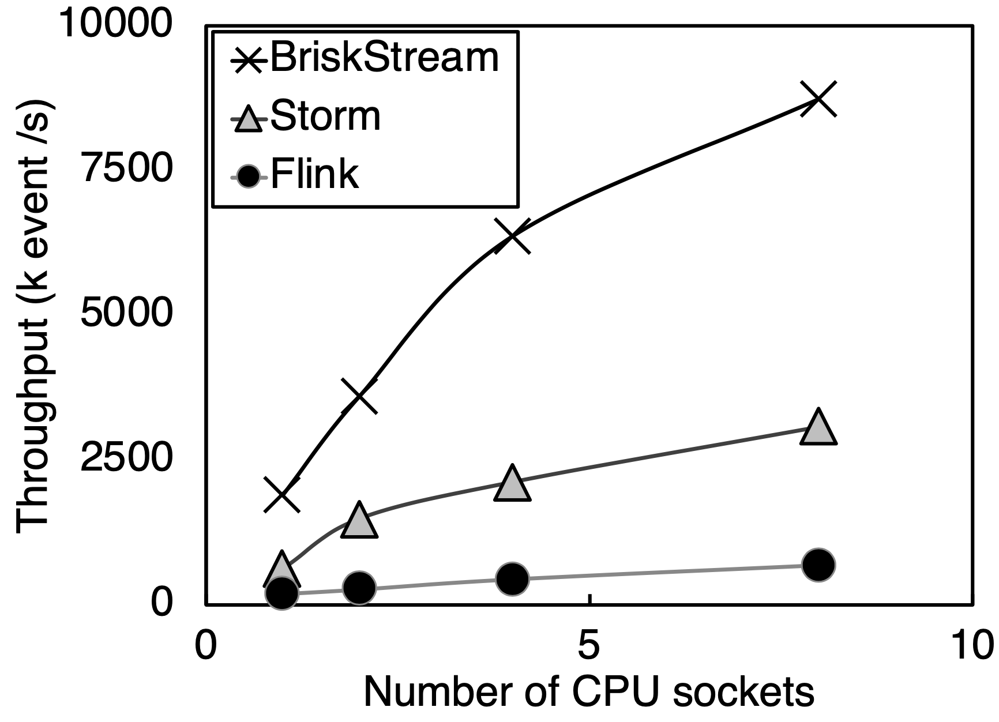 10000
7500
5000
2500
0
Throughput (k event /s)
BriskStream
Storm
Flink
0 5 10
Number of CPU sockets